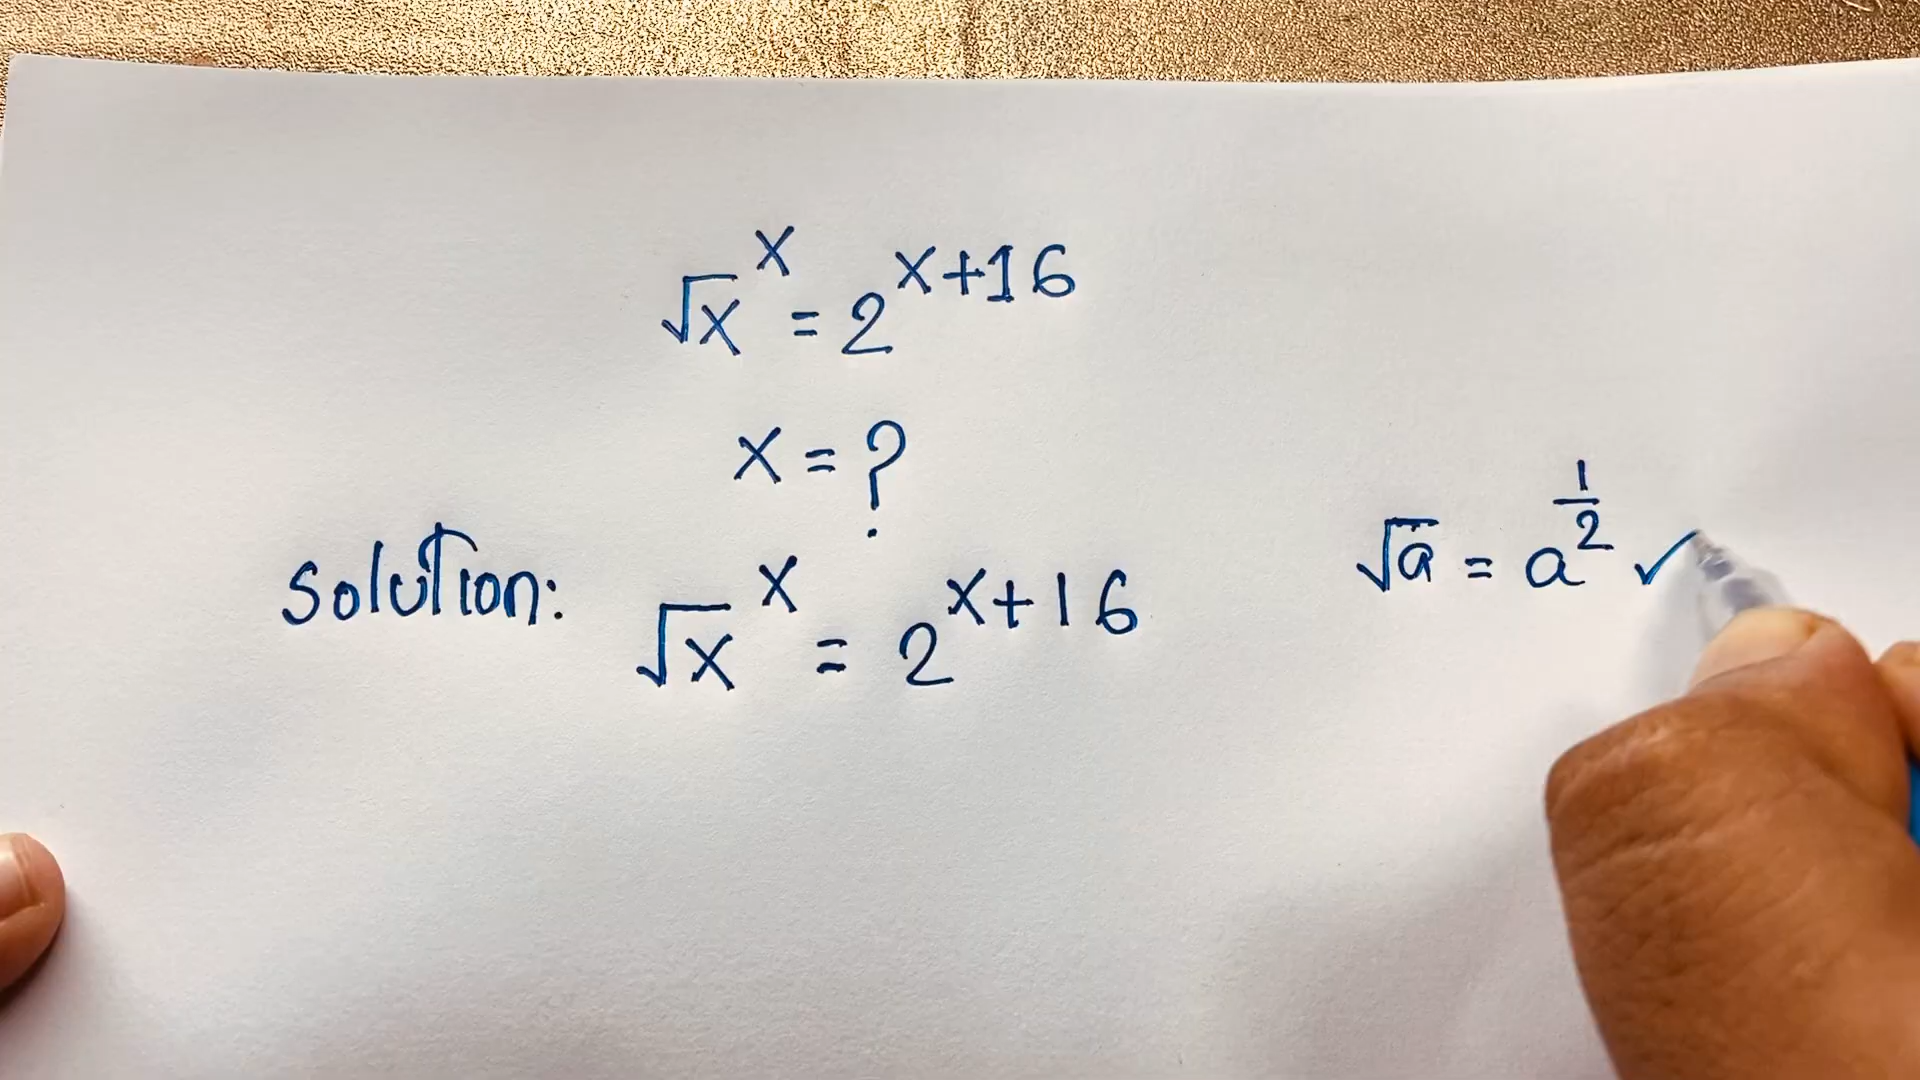 √x^x = 2^x+16
x = ?
Solution: √x^x = 2^x+16
√a = a^1/2 ✓